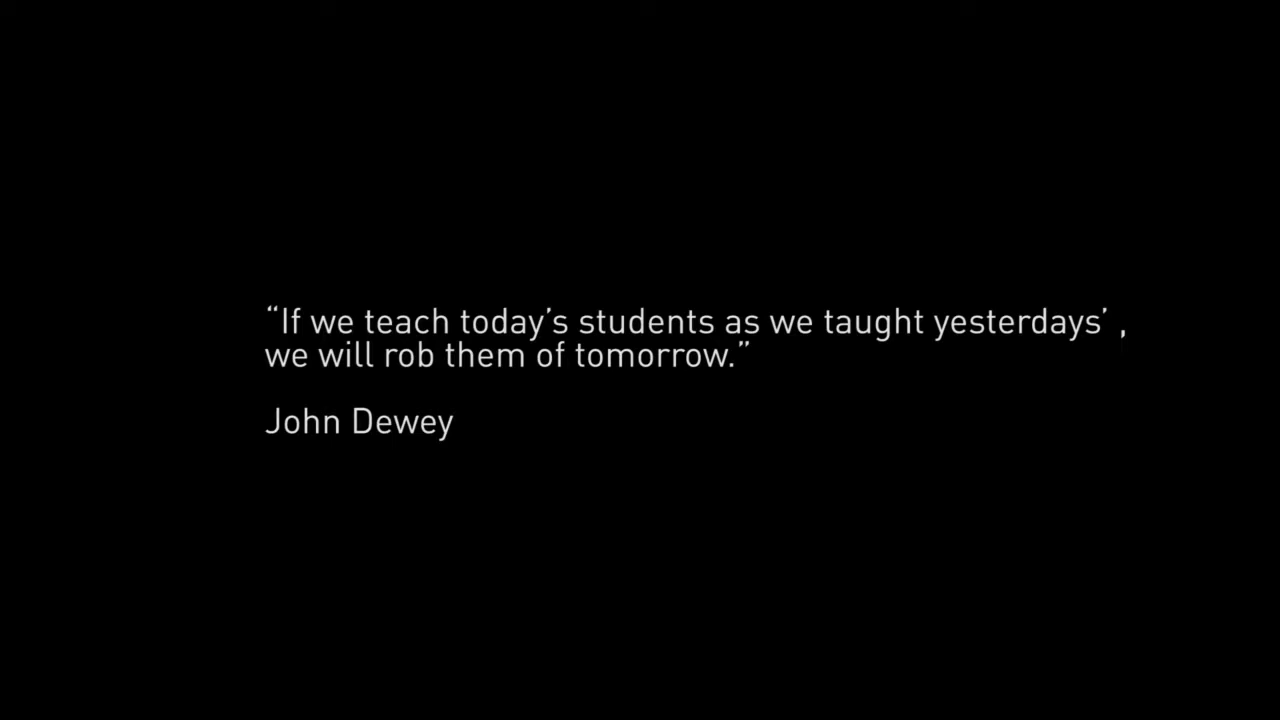 “If we teach today’s students as we taught yesterdays’ ,
we will rob them of tomorrow.”
John Dewey